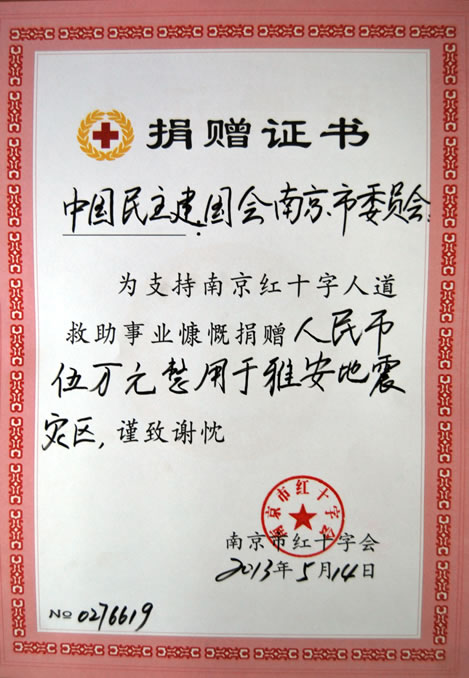 捐赠证书
中国民主建国会南京市委员会:
为支持南京红十字人道
救助事业慷慨捐赠人民币
伍万元整用于雅安地震
灾区,谨致谢忱
南京市红十字会
南京市红十字会
2013年5月14日
№ 0276619